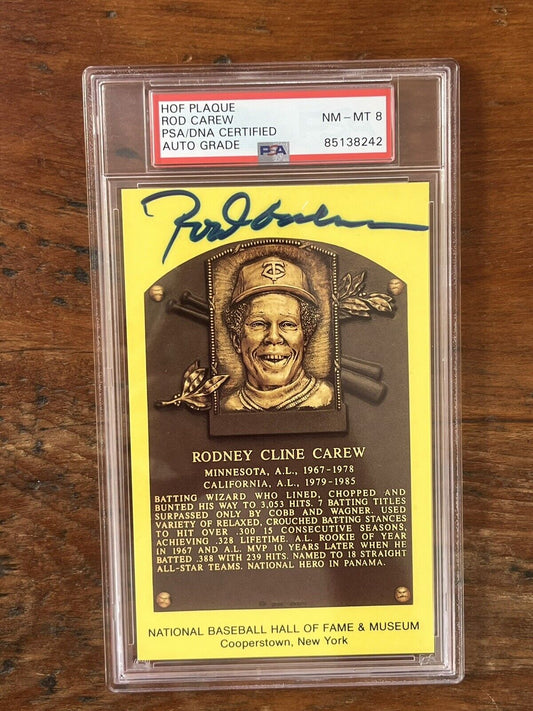 HOF PLAQUE
ROD CAREW
PSA/DNA CERTIFIED
AUTO GRADE
NM – MT 8
85138242
PSA
Rod Carew
TC
RODNEY CLINE CAREW
MINNESOTA, A.L., 1967-1978
CALIFORNIA, A.L., 1979-1985
BATTING WIZARD WHO LINED, CHOPPED AND
BUNTED HIS WAY TO 3,053 HITS. 7 BATTING TITLES
SURPASSED ONLY BY COBB AND WAGNER. USED
VARIETY OF RELAXED, CROUCHED BATTING STANCES
TO HIT OVER .300 15 CONSECUTIVE SEASONS,
ACHIEVING .328 LIFETIME. A.L. ROOKIE OF YEAR
IN 1967 AND A.L. MVP 10 YEARS LATER WHEN HE
BATTED .388 WITH 239 HITS. NAMED TO 18 STRAIGHT
ALL-STAR TEAMS. NATIONAL HERO IN PANAMA.
NATIONAL BASEBALL HALL OF FAME & MUSEUM
Cooperstown, New York